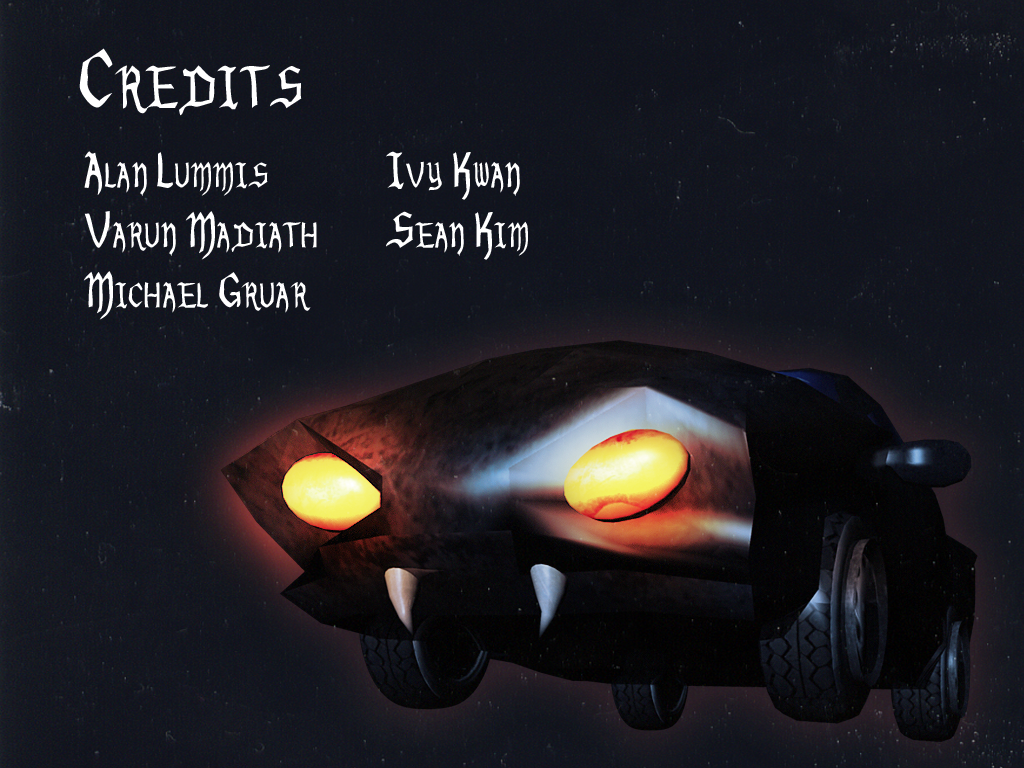 Credits
Alan Lummis
Varun Madiath
Michael Gruar
Ivy Kwan
Sean Kim